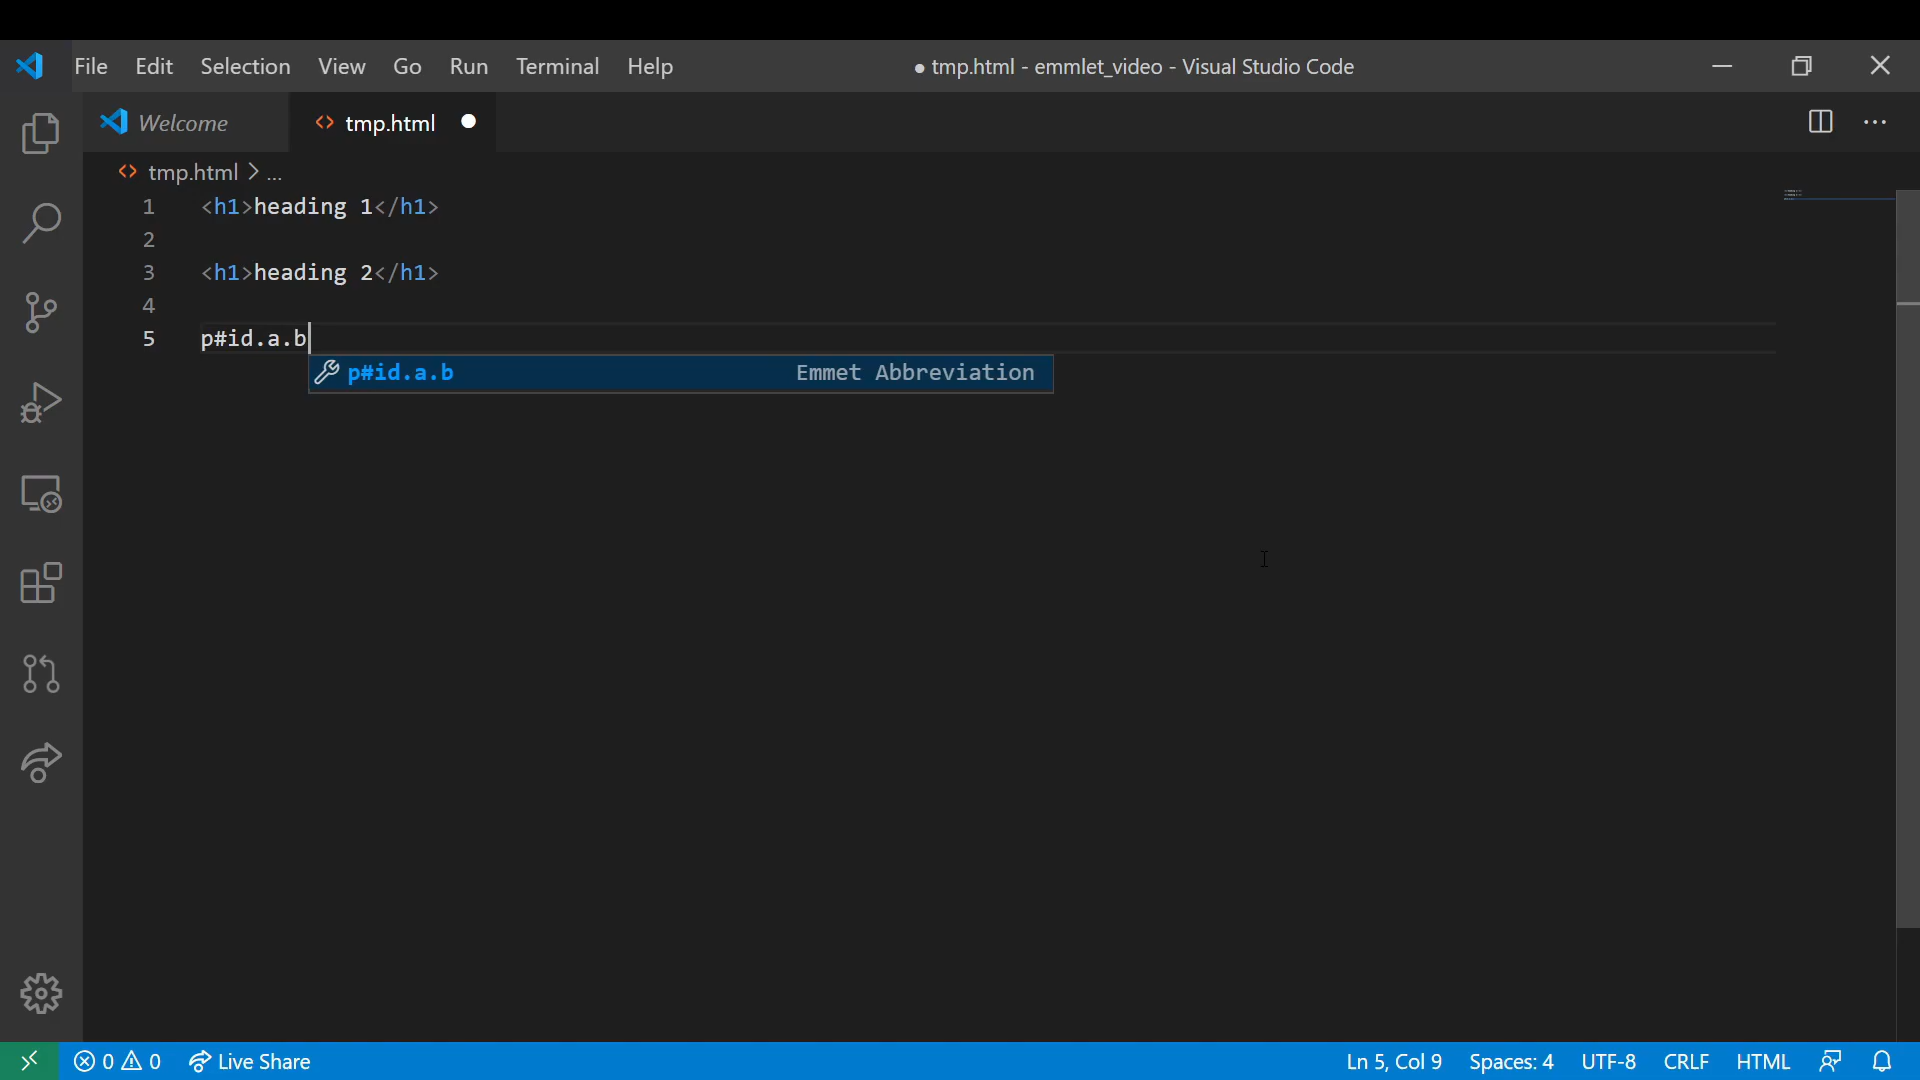 File Edit Selection View Go Run Terminal Help ● tmp.html - emmlet_video - Visual Studio Code
Welcome <> tmp.html ●
<> tmp.html > ...
1 <h1>heading 1</h1>
2
3 <h1>heading 2</h1>
4
5 p#id.a.b
p#id.a.b Emmet Abbreviation
0 0 Live Share Ln 5, Col 9 Spaces: 4 UTF-8 CRLF HTML